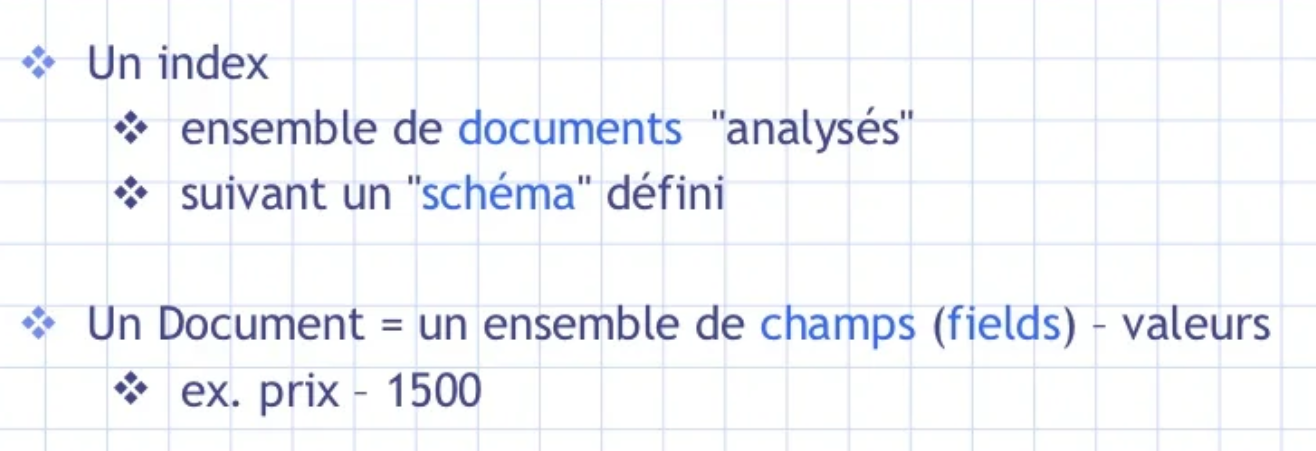 Un index
ensemble de documents "analysés"
suivant un "schéma" défini
Un Document = un ensemble de champs (fields) – valeurs
ex. prix – 1500